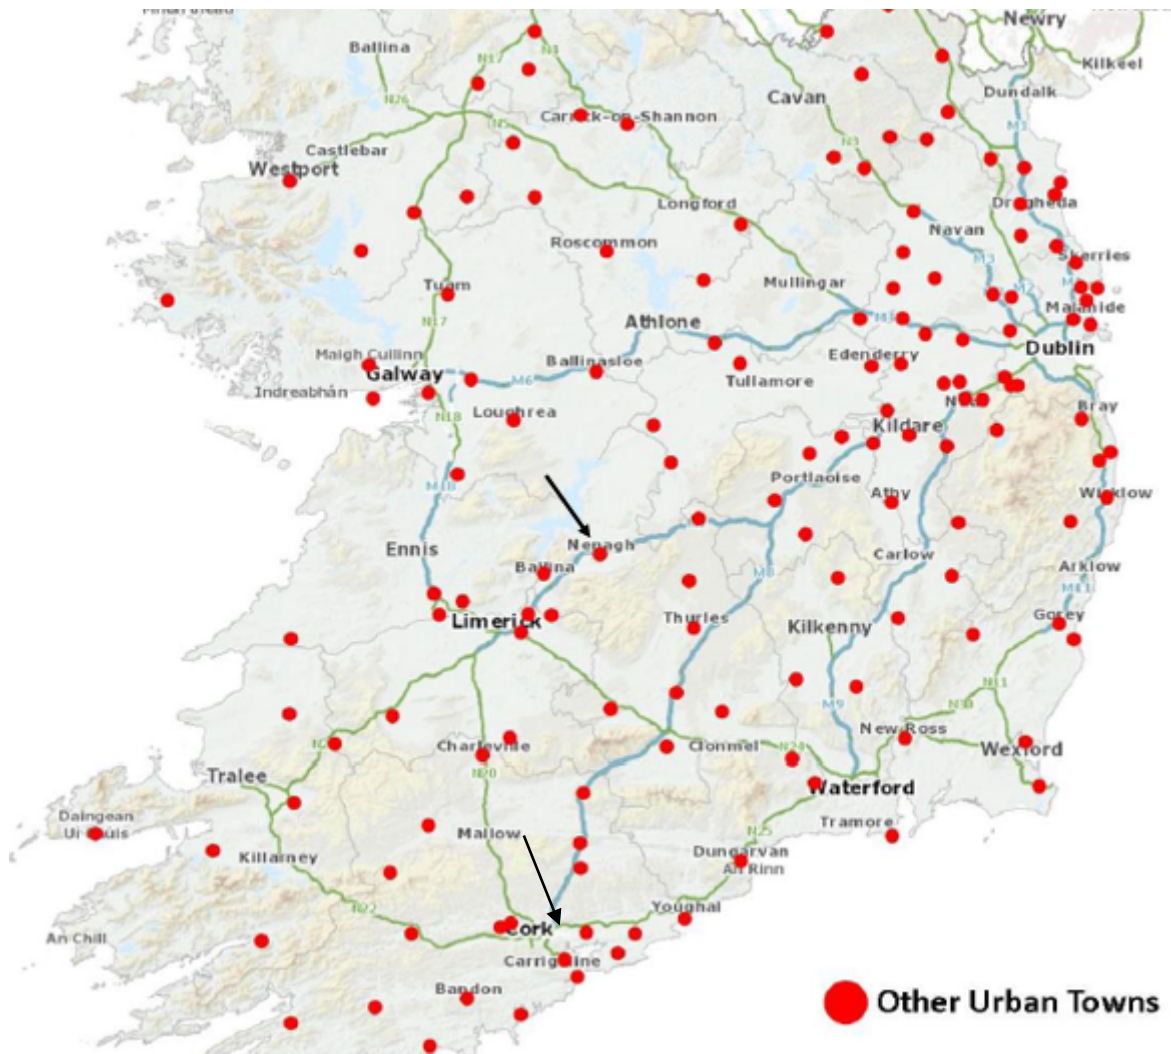 Newry
Ballina
N4
N17
Kilkeel
Cavan
Dundalk
N26
Carrick-on-Shannon
M1
N5
Castlebar
N3
Westport
Longford
Drogheda
Navan
Roscommon
Skerries
M3
Tuam
Mullingar
M2
Malahide
N17
Athlone
Maigh Cuilinn
Edenderry
Dublin
Galway
Ballinasloe
M6
Tullamore
Indreabhán
Loughrea
N18
Bray
Kildare
Portlaoise
M18
Athy
Wicklow
Nenagh
Ennis
Carlow
Ballina
M8
Arklow
M11
Limerick
Thurles
Gorey
Kilkenny
N11
M9
N30
New Ross
Charleville
Clonmel
N24
Wexford
Tralee
N20
Waterford
Daingean
Uí Chúis
Mallow
Tramore
N25
Killarney
Dungarvan
An Rinn
N22
Youghal
Cork
An Chill
Carrigaline
Bandon
Other Urban Towns